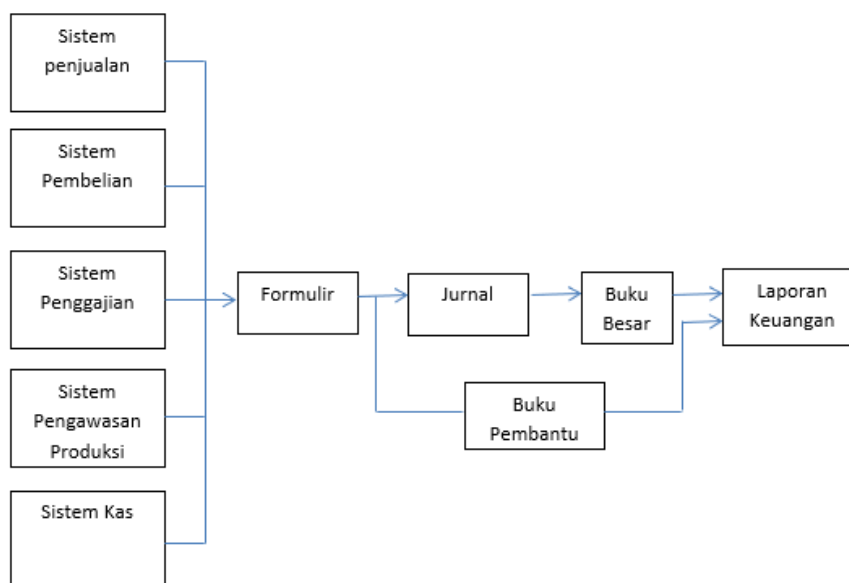 Sistem
penjualan
Sistem
Pembelian
Sistem
Penggajian
Sistem
Pengawasan
Produksi
Sistem Kas
Formulir
Jurnal
Buku
Besar
Laporan
Keuangan
Buku
Pembantu